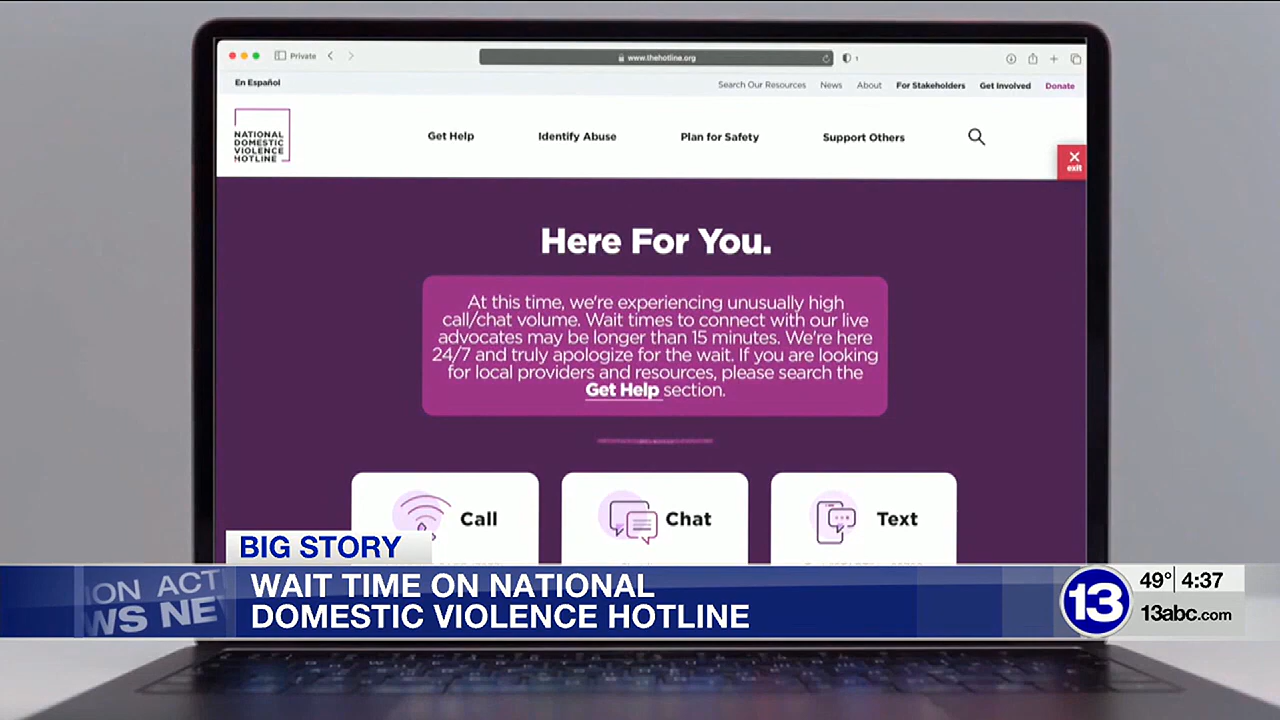 Private
www.thehotline.org
1
En Español
Search Our Resources
News
About
For Stakeholders
Get Involved
Donate
NATIONAL
DOMESTIC
VIOLENCE
HOTLINE
Get Help
Identify Abuse
Plan for Safety
Support Others
X
exit
Here For You.
At this time, we're experiencing unusually high
call/chat volume. Wait times to connect with our live
advocates may be longer than 15 minutes. We're here
24/7 and truly apologize for the wait. If you are looking
for local providers and resources, please search the
Get Help section.
Call
Chat
Text
BIG STORY
WAIT TIME ON NATIONAL
DOMESTIC VIOLENCE HOTLINE
ION ACT
WS NE
13
49° 4:37
13abc.com